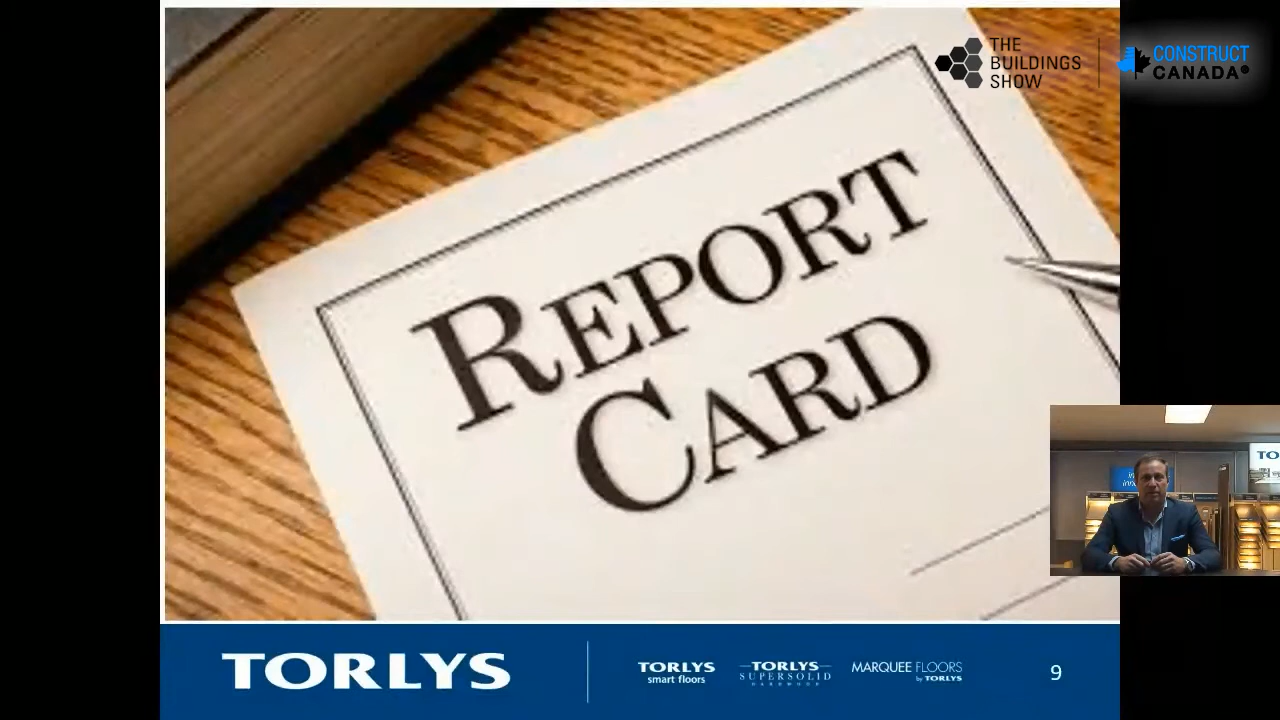 THE
BUILDINGS
SHOW
CONSTRUCT
CANADA
REPORT
CARD
TO
TORLYS
TORLYS
smart floors
TORLYS
SUPERSOLID
HARDWOOD
MARQUEE FLOORS
by TORLYS
9